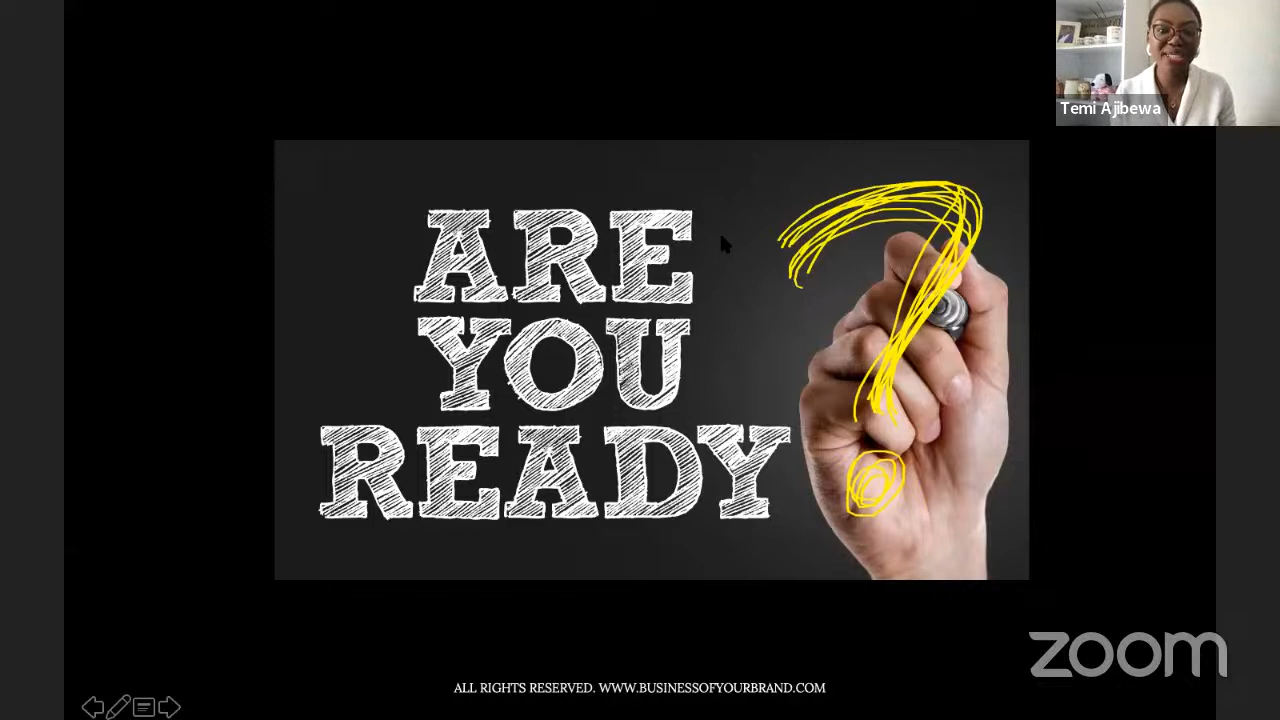 Temi Ajibewa
ARE
YOU
READY
?
zoom
ALL RIGHTS RESERVED. WWW.BUSINESSOFYOURBRAND.COM